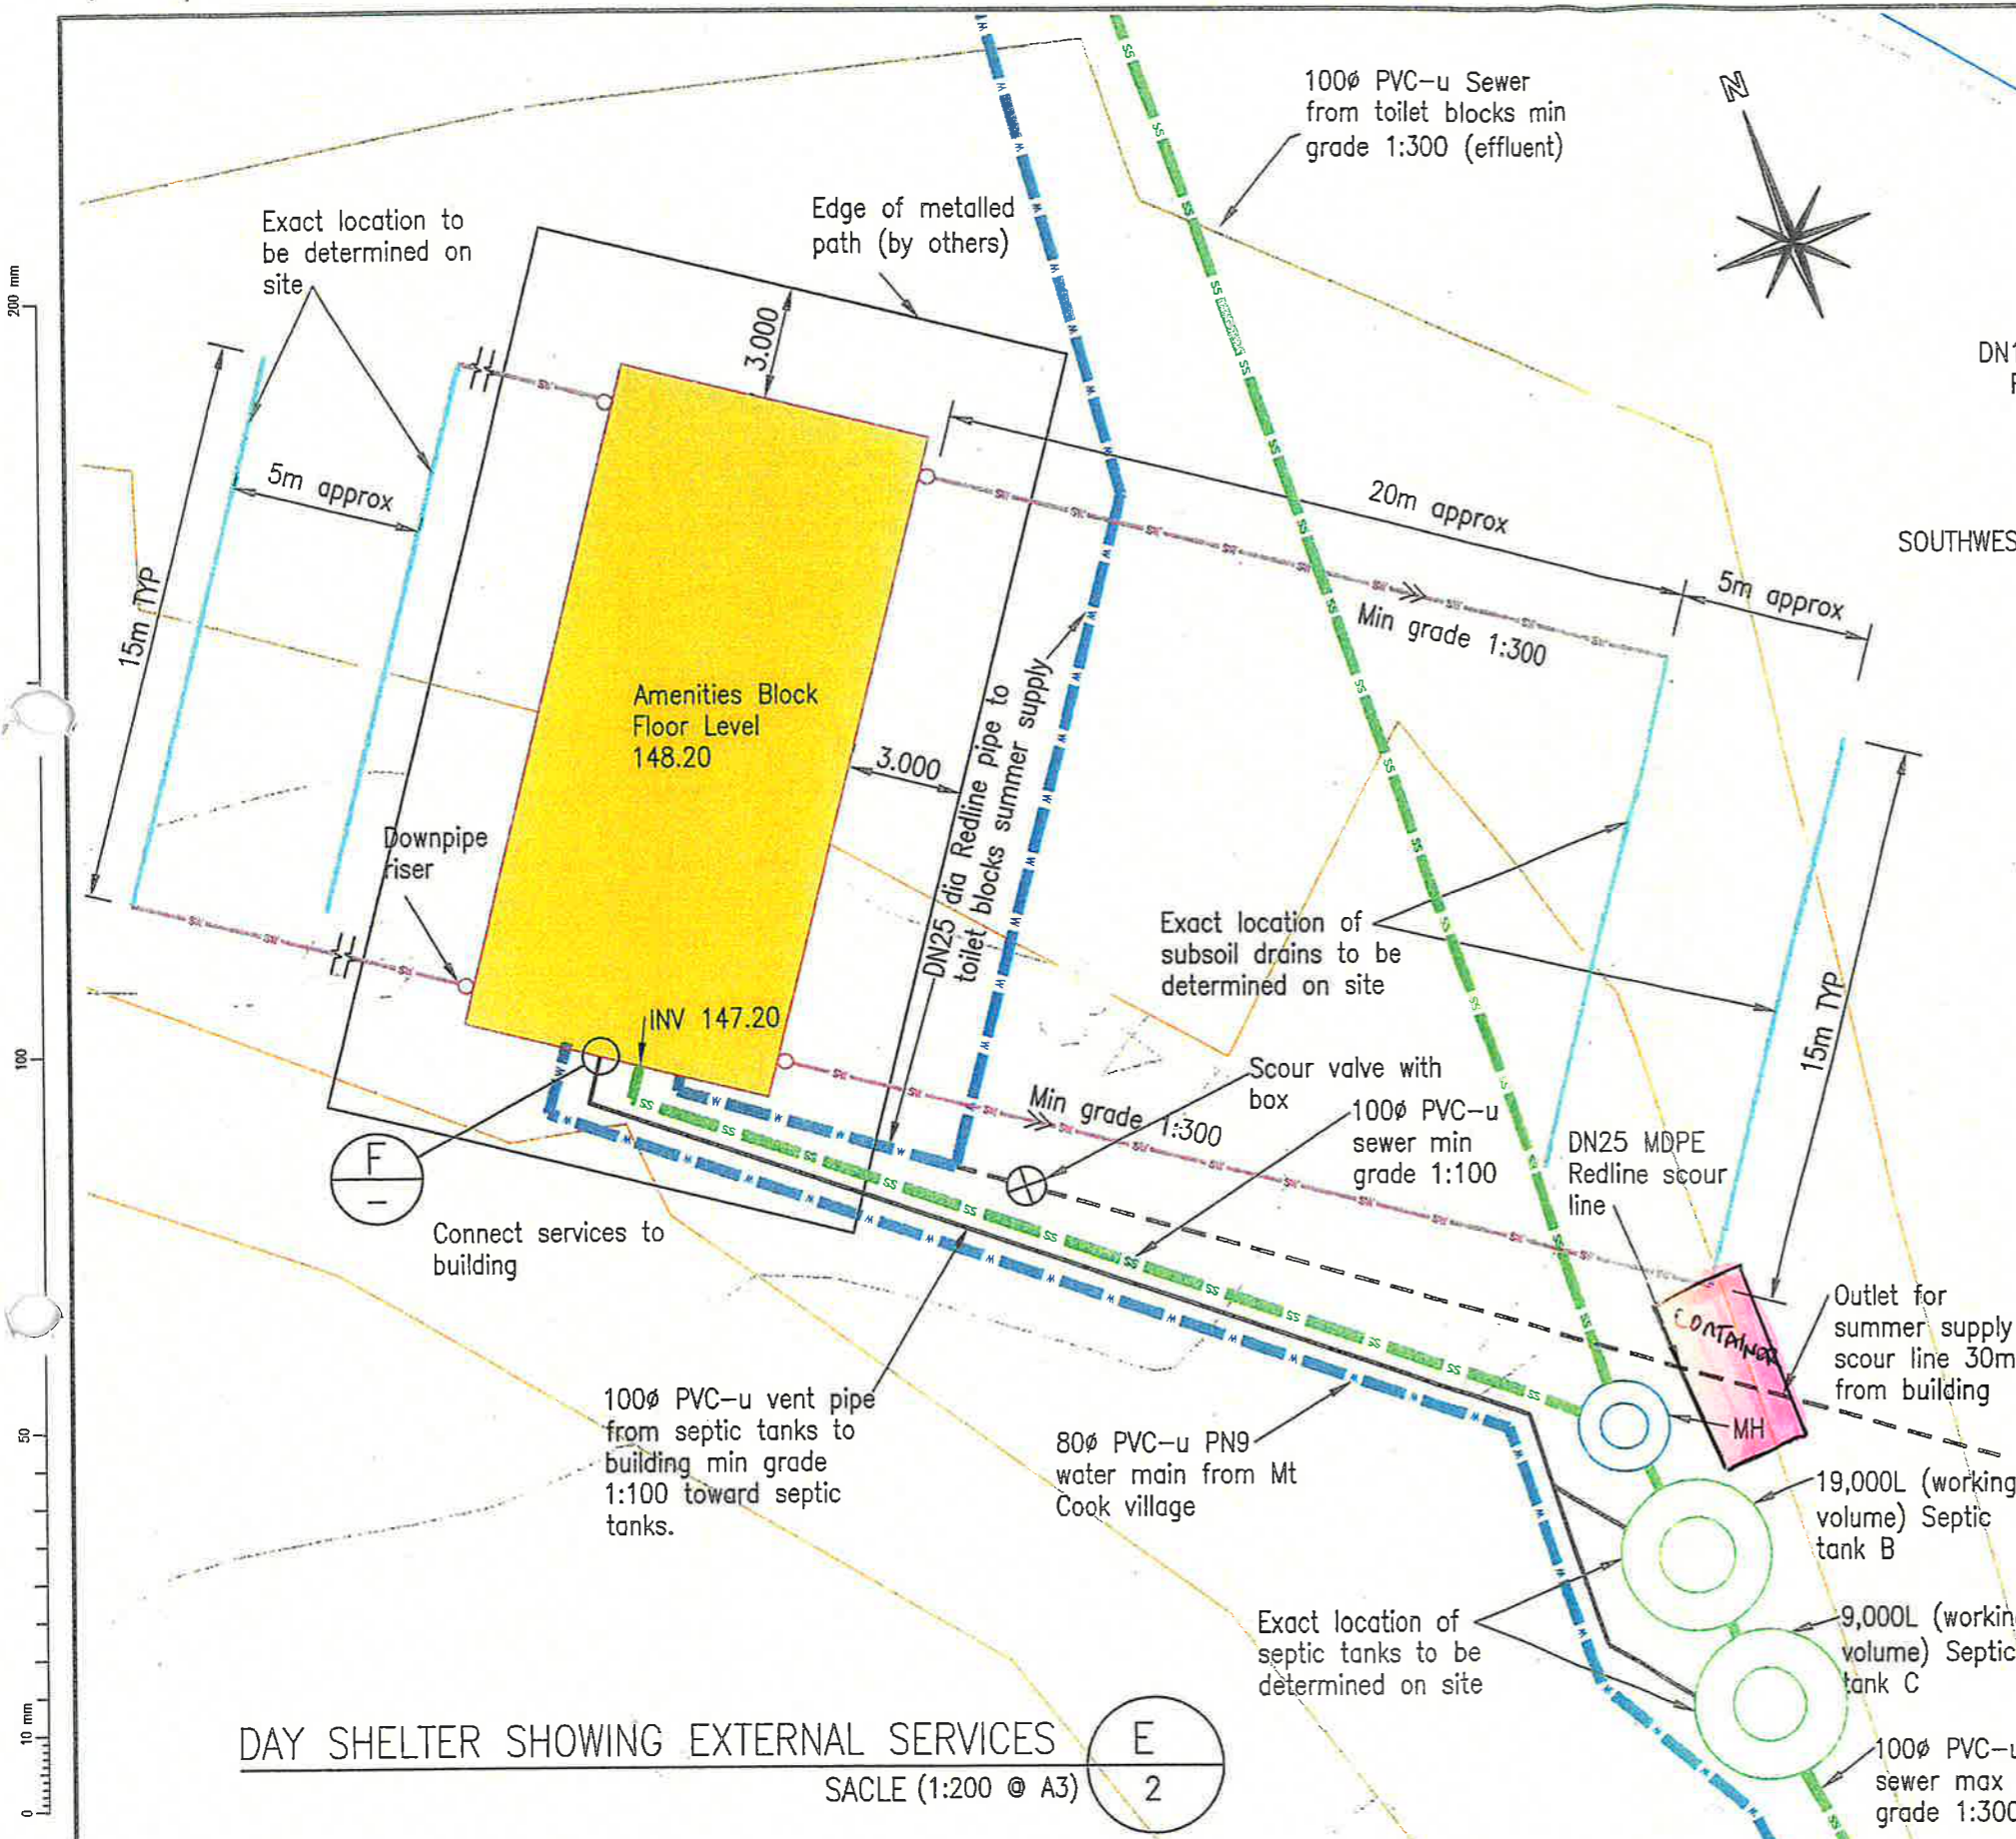 100ø PVC-u Sewer
from toilet blocks min
grade 1:300 (effluent)
N
Exact location to
be determined on
site
Edge of metalled
path (by others)
200 mm
3.000
DN1
SOUTHWES
5m approx
20m approx
5m approx
15m TYP
Min grade 1:300
Amenities Block
Floor Level
148.20
3.000
DN25 dia Redline pipe to
toilet blocks summer supply
Downpipe
riser
Exact location of
subsoil drains to be
determined on site
15m TYP
INV 147.20
100
Scour valve with
box
Min grade 1:300
100ø PVC-u
sewer min
grade 1:100
DN25 MDPE
Redline scour
line
F
-
Connect services to
building
CONTAINER
Outlet for
summer supply
scour line 30m
from building
MH
100ø PVC-u vent pipe
from septic tanks to
building min grade
1:100 toward septic
tanks.
80ø PVC-u PN9
water main from Mt
Cook village
50
19,000L (working
volume) Septic
tank B
Exact location of
septic tanks to be
determined on site
9,000L (workin
volume) Septic
tank C
10 mm
0
DAY SHELTER SHOWING EXTERNAL SERVICES
SACLE (1:200 @ A3)
E
2
100ø PVC-u
sewer max
grade 1:300